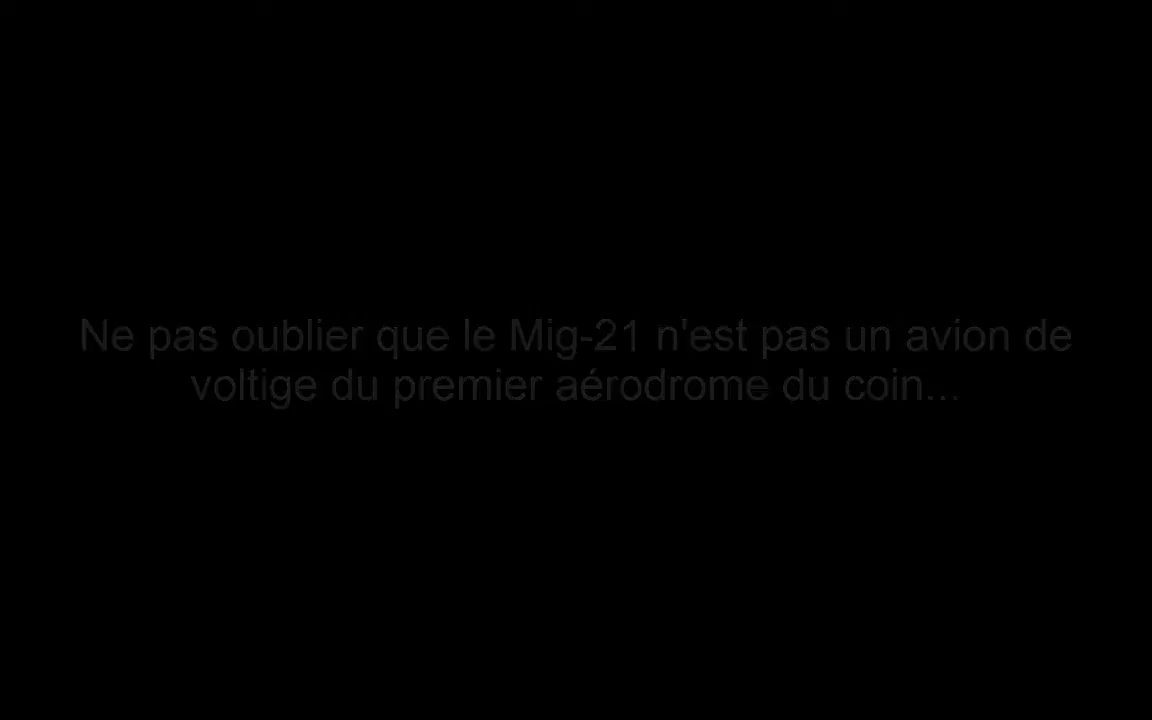 Ne pas oublier que le Mig-21 n'est pas un avion de
voltige du premier aérodrome du coin...